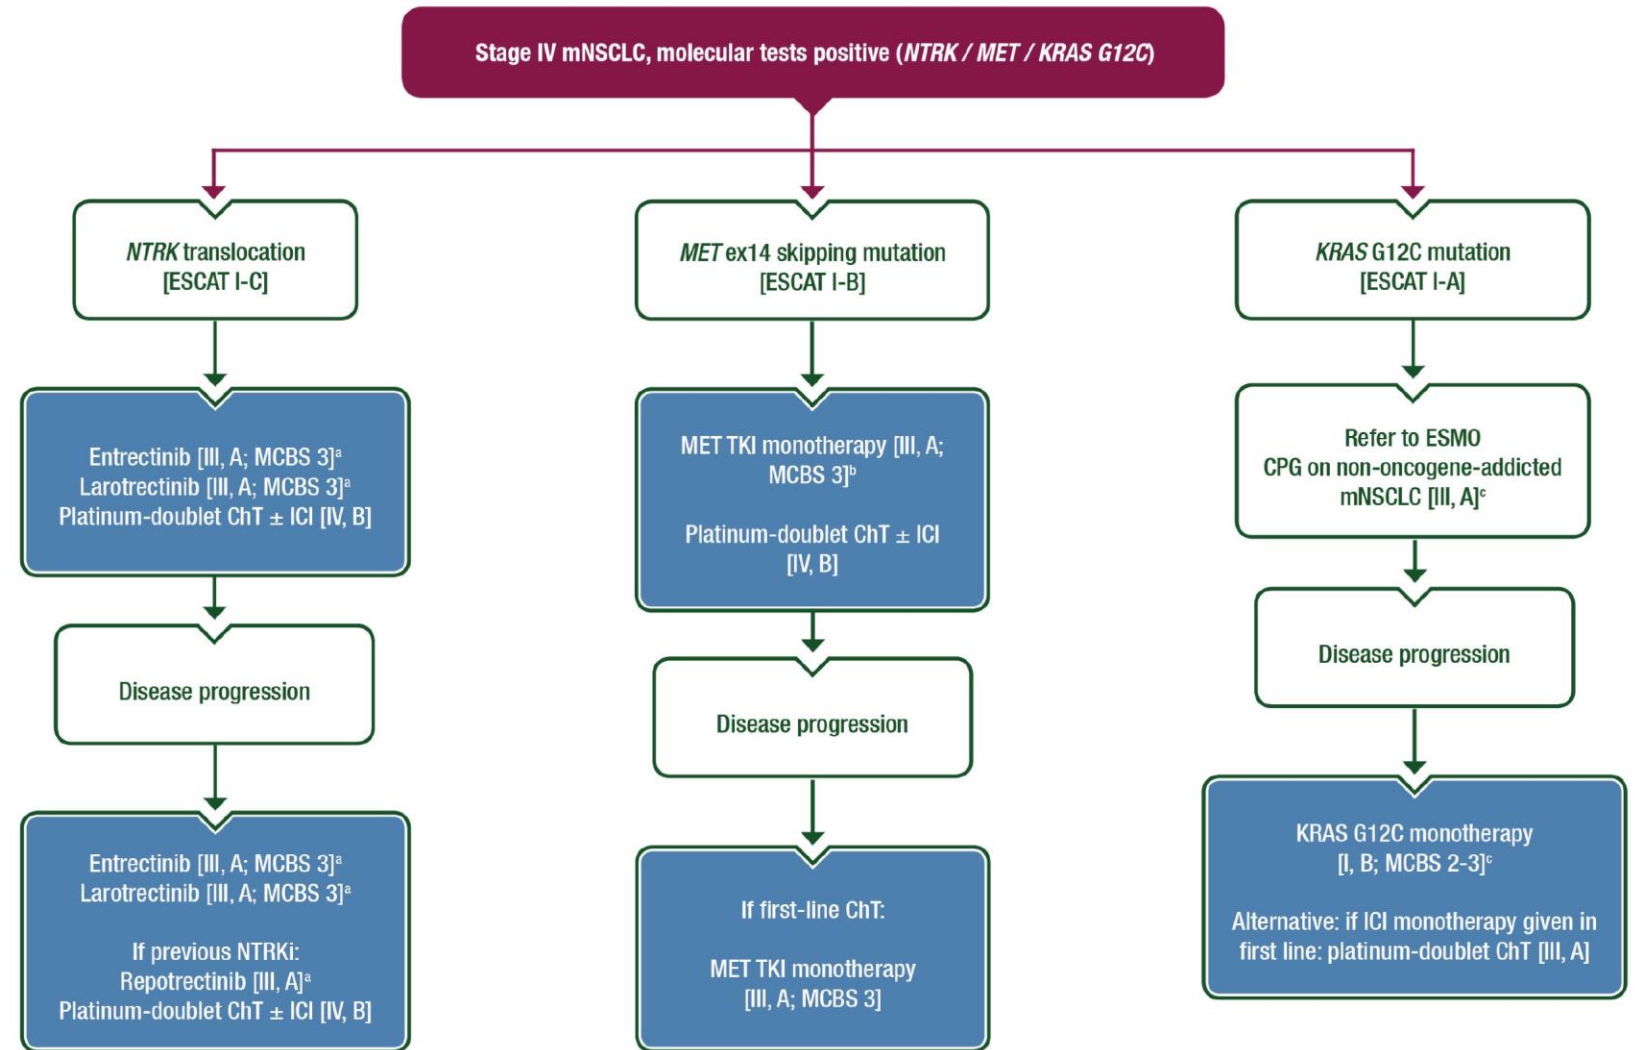 Stage IV mNSCLC, molecular tests positive (NTRK / MET / KRAS G12C)
NTRK translocation
[ESCAT I-C]
Entrectinib [III, A; MCBS 3]ᵃ
Larotrectinib [III, A; MCBS 3]ᵃ
Platinum-doublet ChT ± ICI [IV, B]
Disease progression
Entrectinib [III, A; MCBS 3]ᵃ
Larotrectinib [III, A; MCBS 3]ᵃ
If previous NTRKi:
Repotrectinib [III, A]ᵃ
Platinum-doublet ChT ± ICI [IV, B]
MET ex14 skipping mutation
[ESCAT I-B]
MET TKI monotherapy [III, A;
MCBS 3]ᵇ
Platinum-doublet ChT ± ICI
[IV, B]
Disease progression
If first-line ChT:
MET TKI monotherapy
[III, A; MCBS 3]
KRAS G12C mutation
[ESCAT I-A]
Refer to ESMO
CPG on non-oncogene-addicted
mNSCLC [III, A]ᶜ
Disease progression
KRAS G12C monotherapy
[I, B; MCBS 2-3]ᶜ
Alternative: if ICI monotherapy given in
first line: platinum-doublet ChT [III, A]